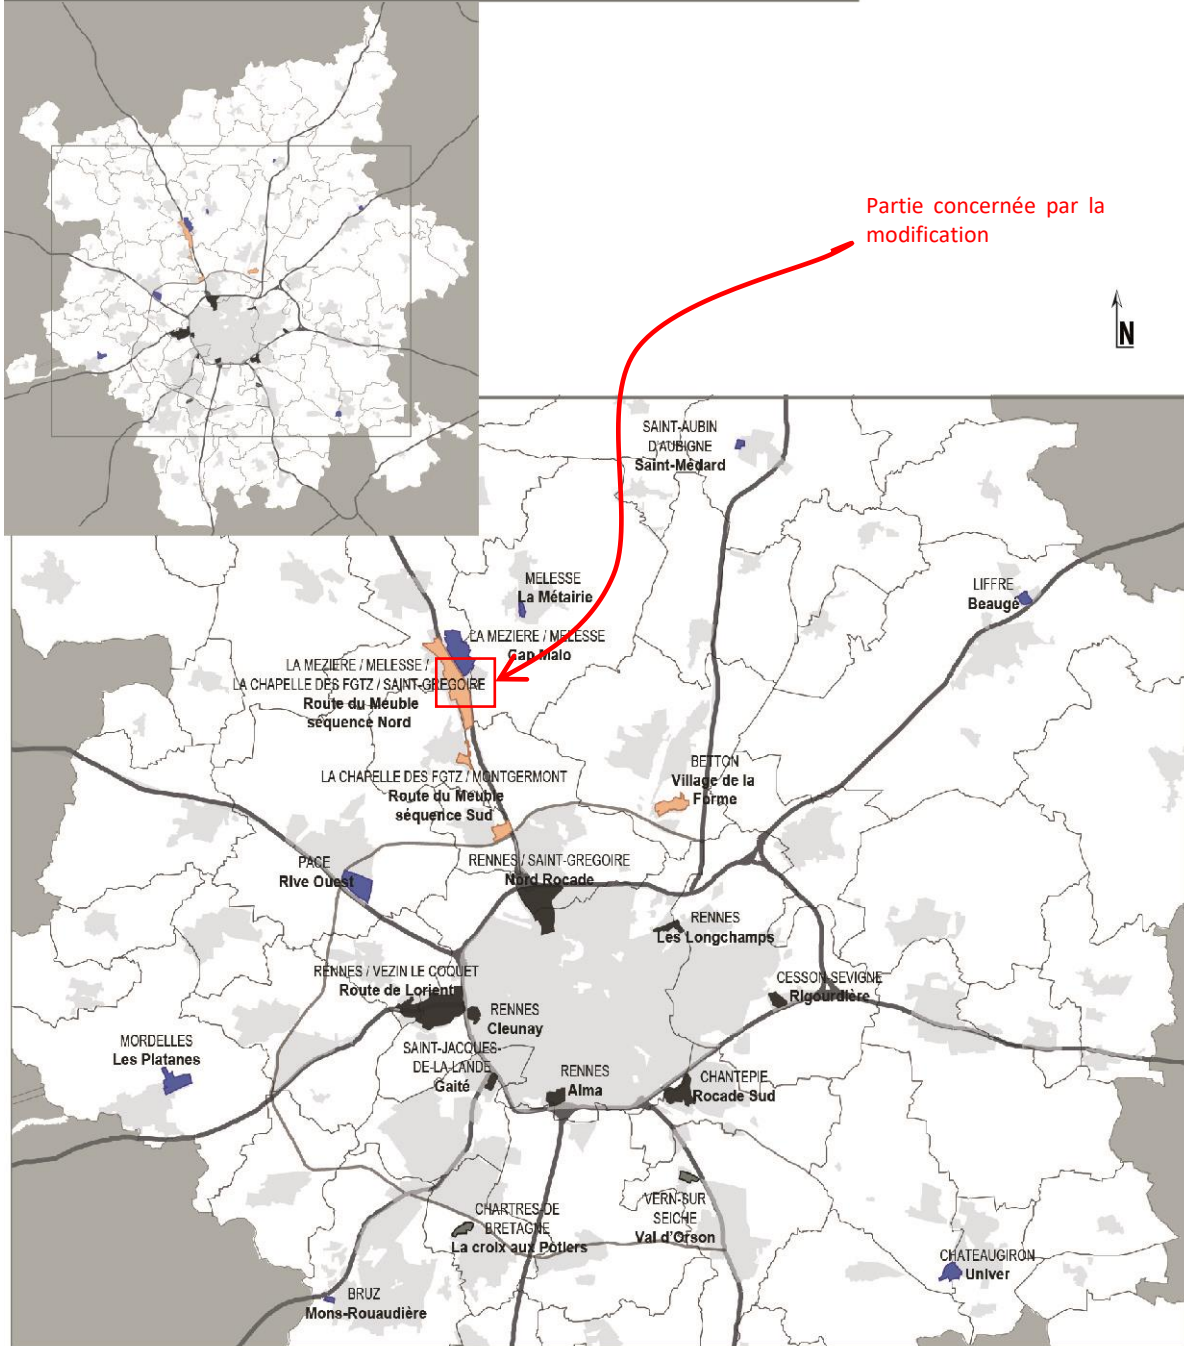 Partie concernée par la
modification
N
SAINT-AUBIN
D'AUBIGNE
Saint-Médard
MELESSE
La Métairie
LIFFRE
Beaugé
LA MEZIERE / MELESSE
Cap Malo
LA MEZIERE / MELESSE /
LA CHAPELLE DES FGTZ / SAINT-GREGOIRE
Route du Meuble
séquence Nord
BETTON
Village de la
Forme
LA CHAPELLE DES FGTZ / MONTGERMONT
Route du Meuble
séquence Sud
PACE
Rive Ouest
RENNES / SAINT-GREGOIRE
Nord Rocade
RENNES
Les Longchamps
RENNES / VEZIN LE COQUET
Route de Lorient
CESSON-SEVIGNE
Rigourdière
RENNES
Cleunay
MORDELLES
Les Platanes
SAINT-JACQUES-
DE-LA-LANDE
Gaité
RENNES
Alma
CHANTEPIE
Rocade Sud
VERN-SUR
SEICHE
Val d'Orson
CHARTRES-DE
BRETAGNE
La croix aux Potiers
CHATEAUGIRON
Univer
BRUZ
Mons-Rouaudière